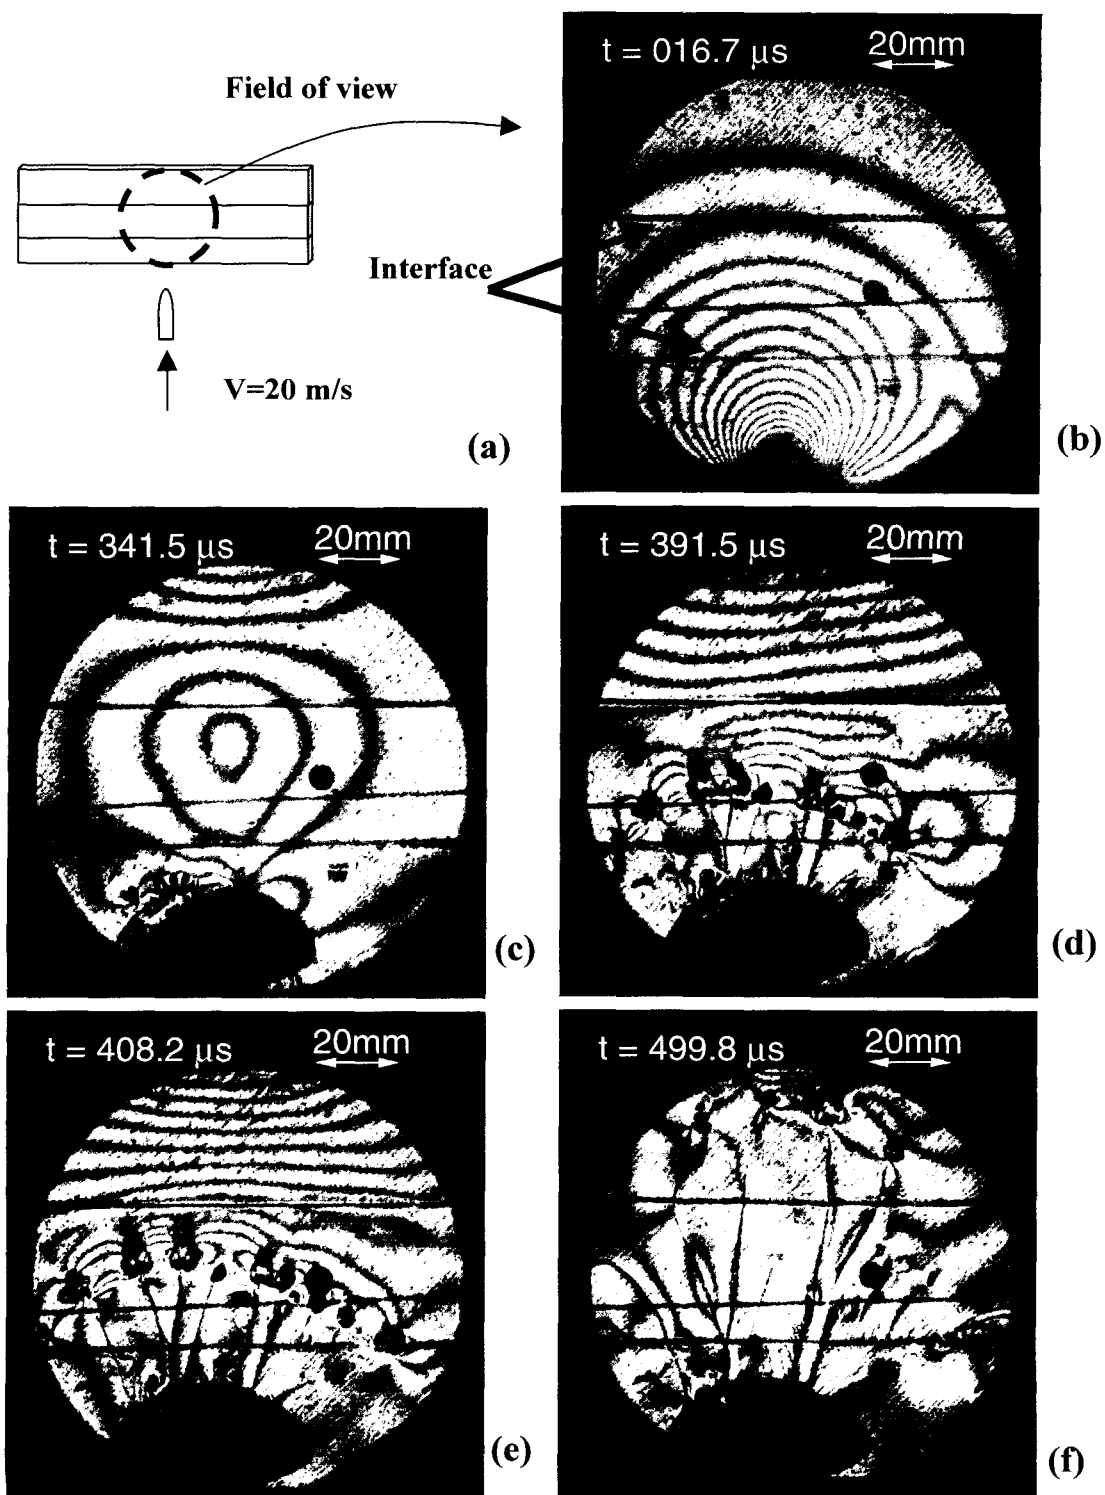 Field of view
Interface
V=20 m/s
(a)
t = 016.7 μs 20mm
(b)
t = 341.5 μs 20mm
(c)
t = 391.5 μs 20mm
(d)
t = 408.2 μs 20mm
(e)
t = 499.8 μs 20mm
(f)